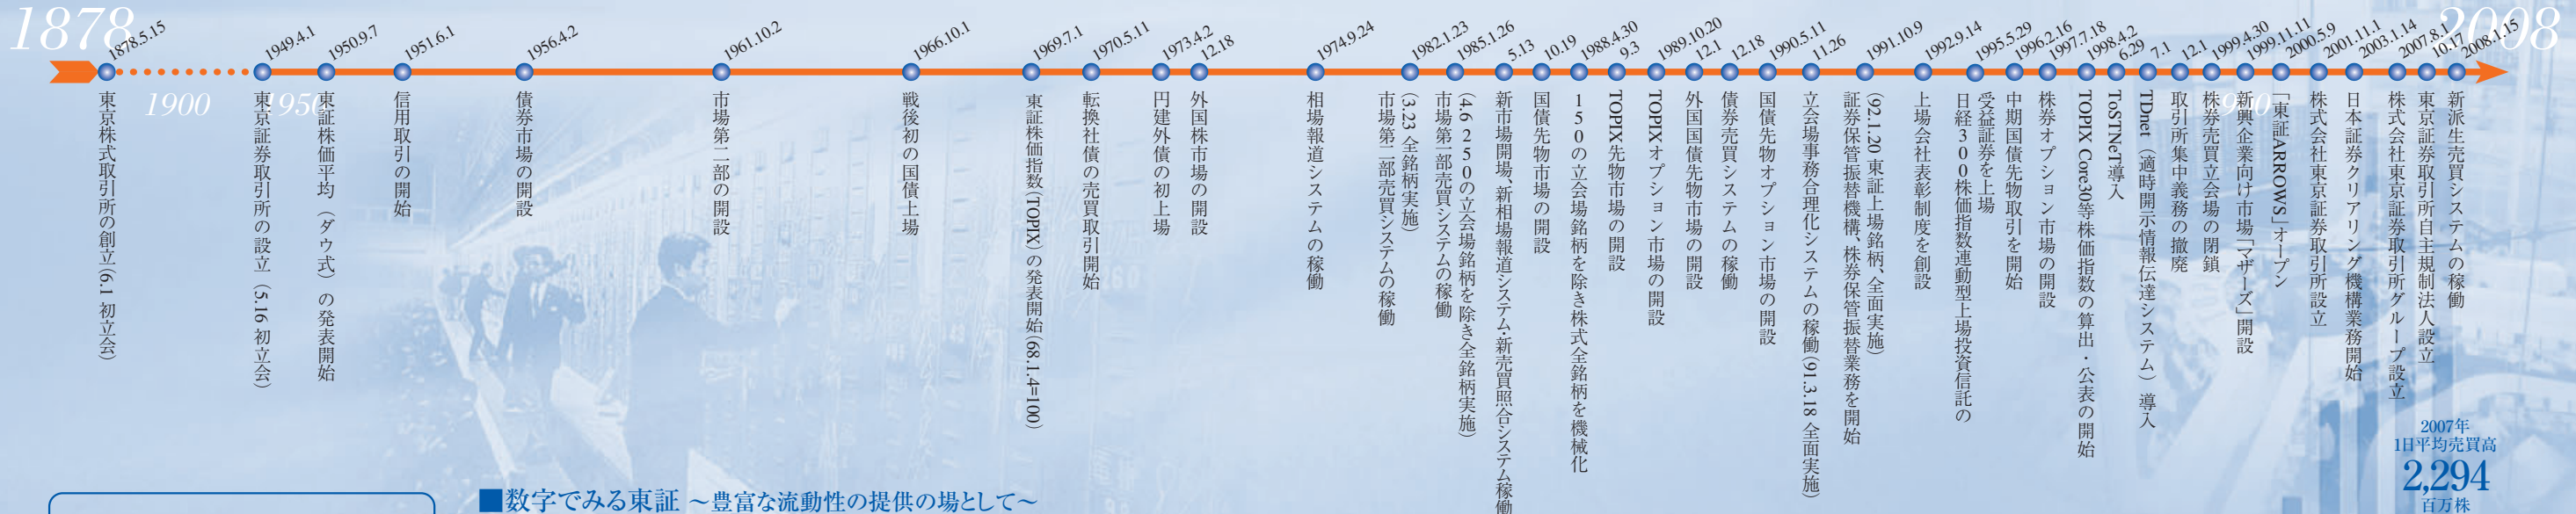 1878
2008
1900
1950
1878.5.15
東京株式取引所の創立(6.1 初立会)
1949.4.1
東京証券取引所の設立（5.16 初立会）
1950.9.7
東証株価平均（ダウ式）の発表開始
1951.6.1
信用取引の開始
1956.4.2
債券市場の開設
1961.10.2
市場第二部の開設
1966.10.1
戦後初の国債上場
1969.7.1
東証株価指数(TOPIX)の発表開始(68.1.4=100)
1970.5.11
転換社債の売買取引開始
1973.4.2
円建外債の初上場
12.18
外国株市場の開設
1974.9.24
相場報道システムの稼働
1982.1.23
市場第二部売買システムの稼働
(3.23 全銘柄実施)
1985.1.26
市場第一部売買システムの稼働
(4.6 250の立会場銘柄を除き全銘柄実施)
5.13
新市場開場、新相場報道システム・新売買照合システム稼働
10.19
国債先物市場の開設
1988.4.30
150の立会場銘柄を除き株式全銘柄を機械化
9.3
TOPIX先物市場の開設
1989.10.20
TOPIXオプション市場の開設
12.1
外国国債先物市場の開設
12.18
債券売買システムの稼働
1990.5.11
国債先物オプション市場の開設
11.26
立会場事務合理化システムの稼働(91.3.18 全面実施)
1991.10.9
証券保管振替機構、株券保管振替業務を開始
(92.1.20 東証上場銘柄、全面実施)
1992.9.14
上場会社表彰制度を創設
1995.5.29
日経300株価指数連動型上場投資信託の
受益証券を上場
1996.2.16
中期国債先物取引を開始
1997.7.18
株券オプション市場の開設
1998.4.2
TOPIX Core30等株価指数の算出・公表の開始
6.29
ToSTNeT導入
7.1
TDnet（適時開示情報伝達システム）導入
12.1
取引所集中義務の撤廃
1999.4.30
株券売買立会場の閉鎖
1999.11.11
新興企業向け市場「マザーズ」開設
2000.5.9
「東証ARROWS」オープン
2001.11.1
株式会社東京証券取引所設立
2003.1.14
日本証券クリアリング機構業務開始
2007.8.1
株式会社東京証券取引所グループ設立
10.17
東京証券取引所自主規制法人設立
2008.1.15
新派生売買システムの稼働
2007年
1日平均売買高
2,294
百万株
■数字でみる東証 ～豊富な流動性の提供の場として～